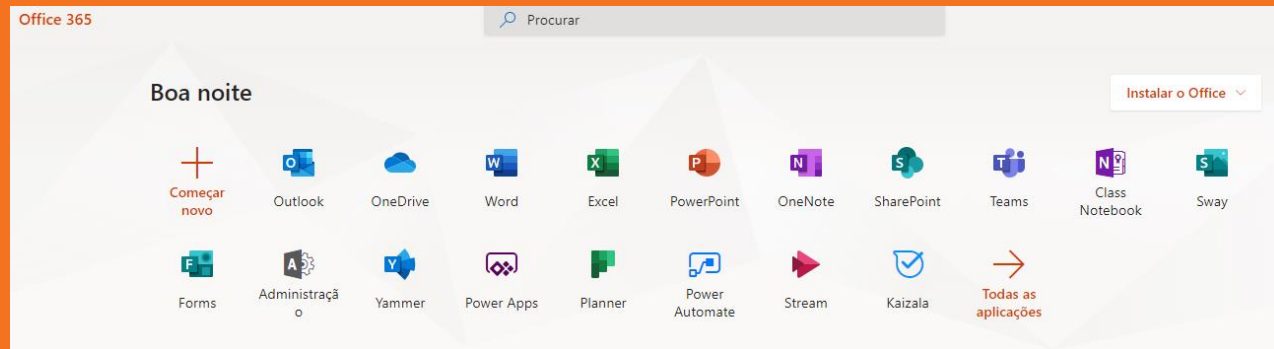 Office 365
Procurar
Boa noite
Instalar o Office
Começar
novo
Outlook
OneDrive
Word
Excel
PowerPoint
OneNote
SharePoint
Teams
Class
Notebook
Sway
Forms
Administraçã
o
Yammer
Power Apps
Planner
Power
Automate
Stream
Kaizala
Todas as
aplicações